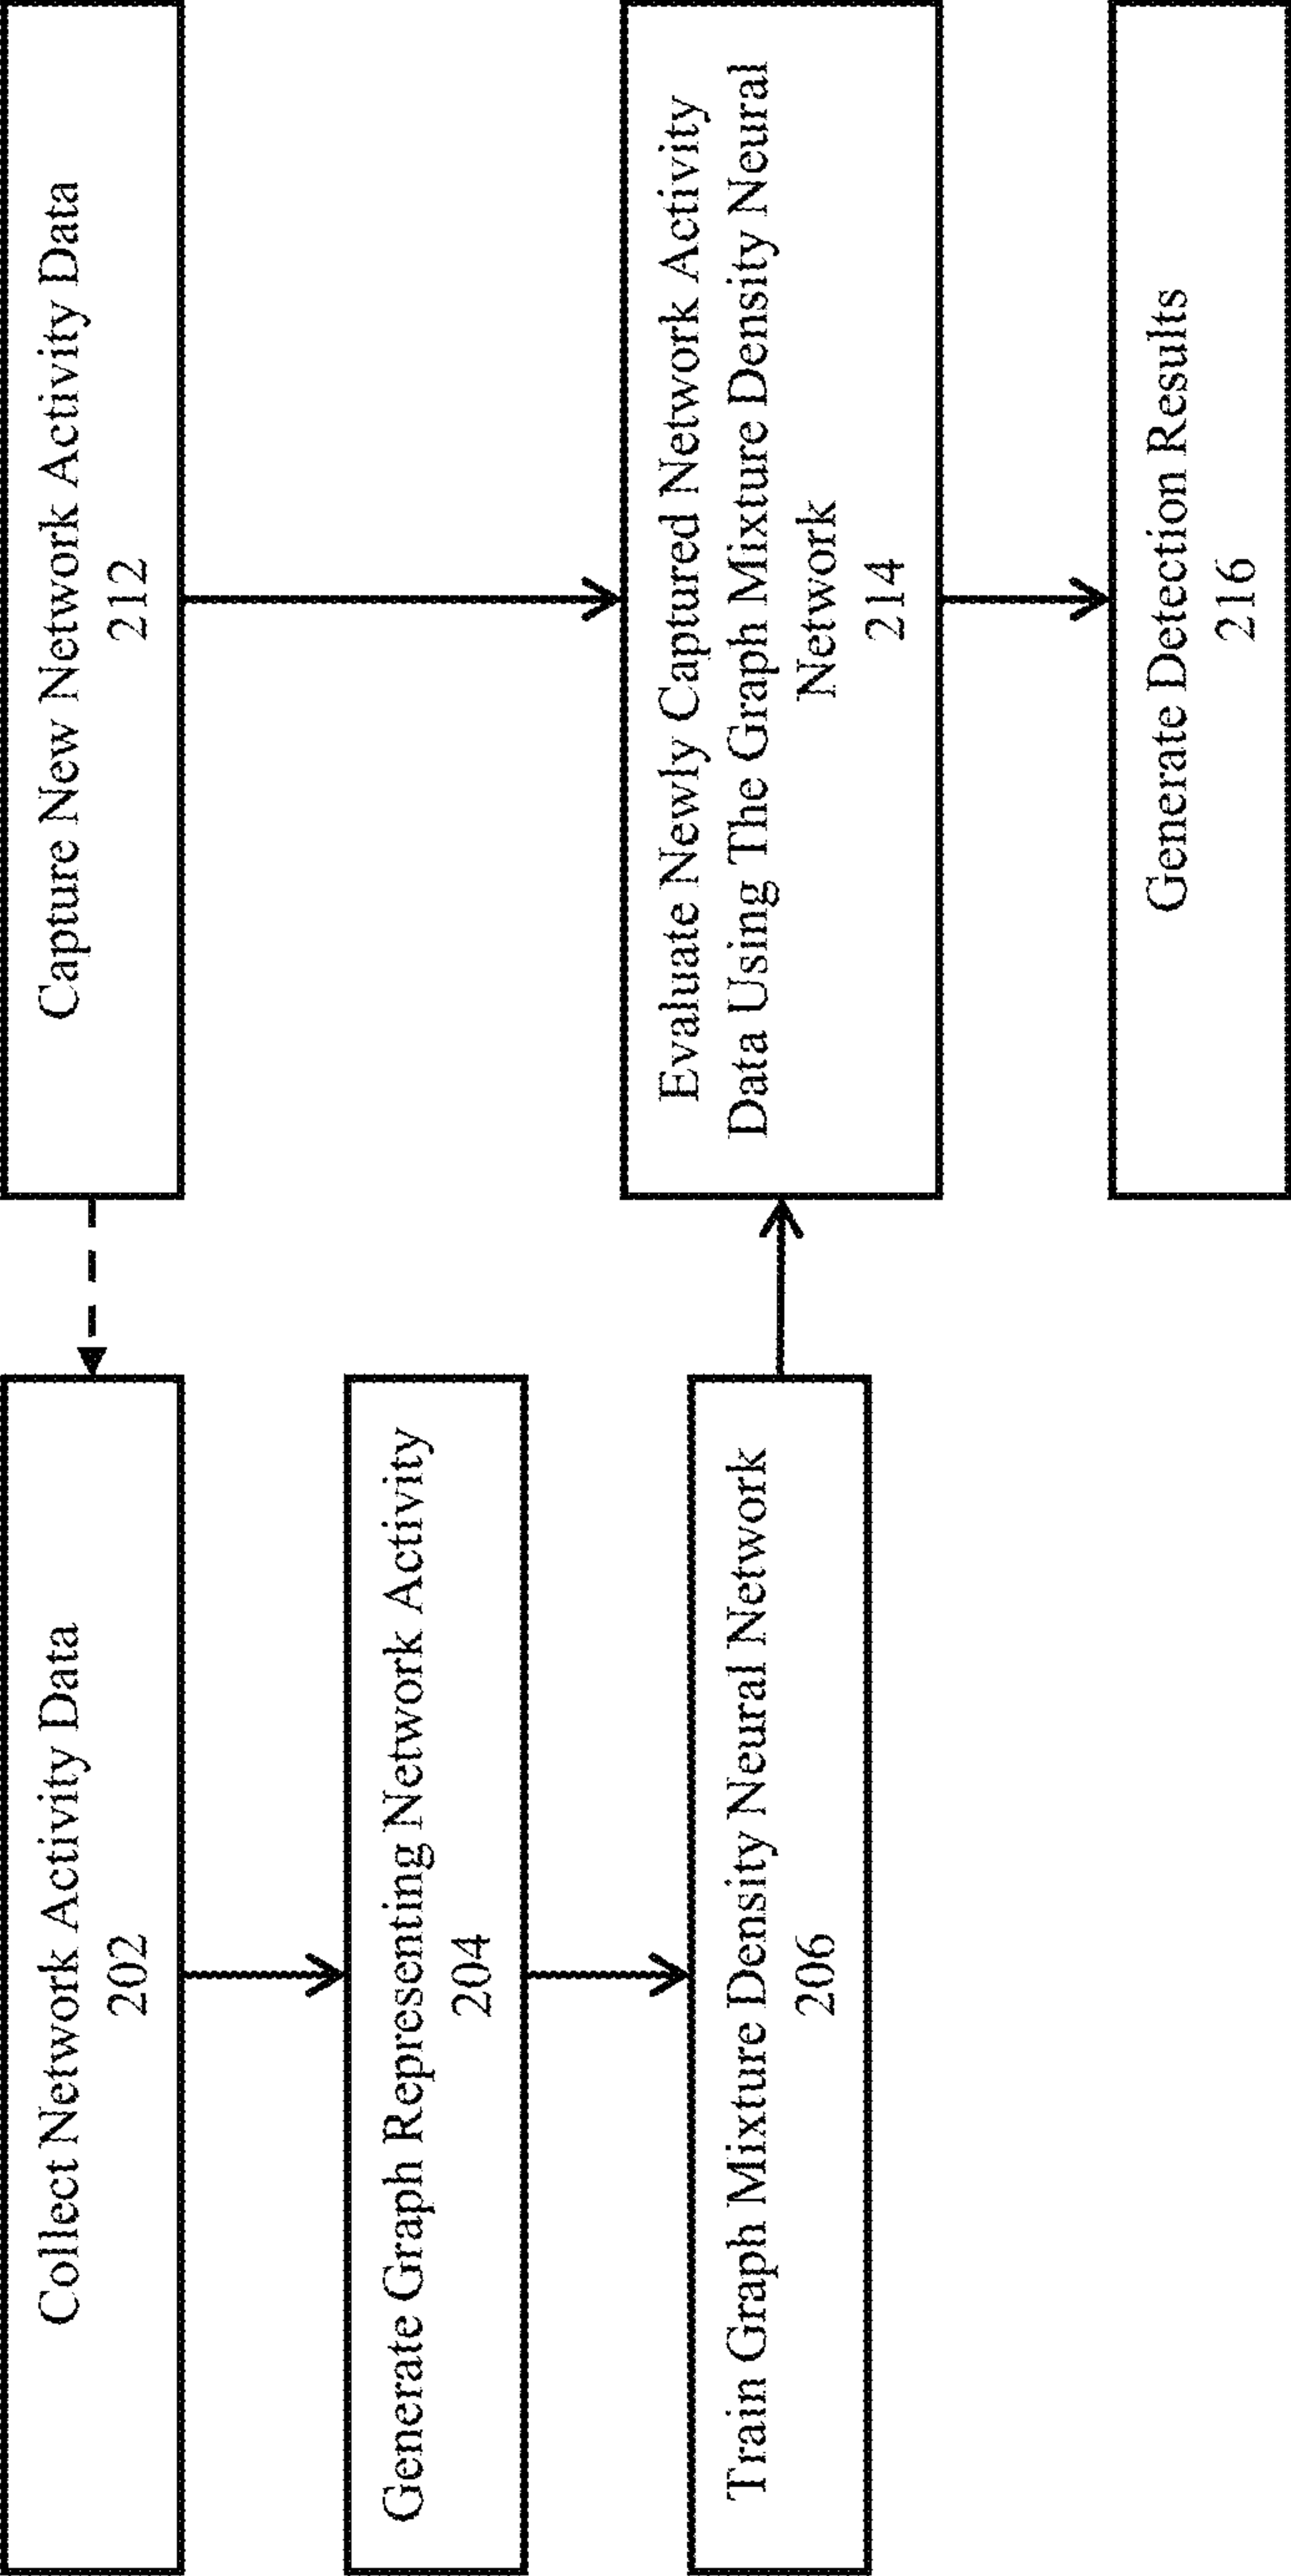 Collect Network Activity Data
202
Generate Graph Representing Network Activity
204
Train Graph Mixture Density Neural Network
206
Capture New Network Activity Data
212
Evaluate Newly Captured Network Activity
Data Using The Graph Mixture Density Neural
Network
214
Generate Detection Results
216